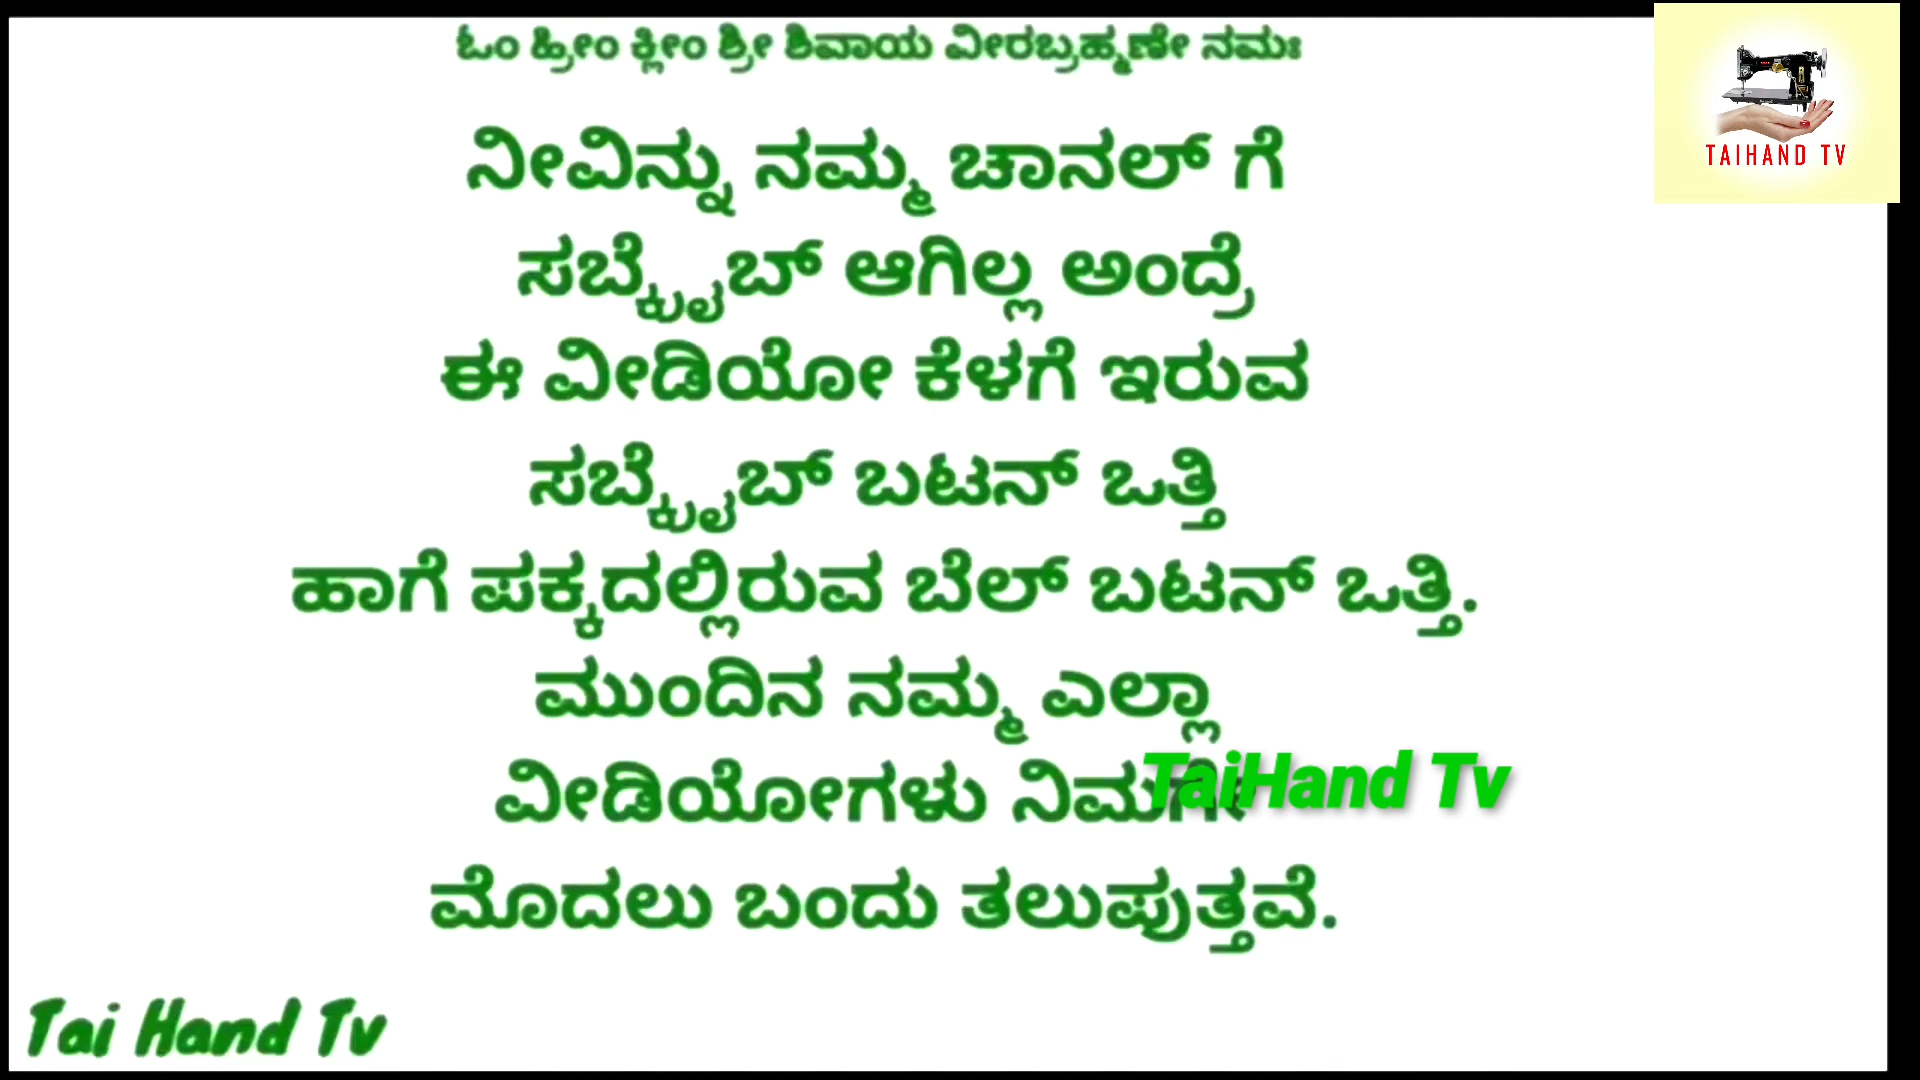 ಓಂ ಹ್ರೀಂ ಕ್ಲೀಂ ಶ್ರೀ ಶಿವಾಯ ವೀರಬ್ರಹ್ಮಣೇ ನಮಃ
TAIHAND TV
ನೀವಿನ್ನು ನಮ್ಮ ಚಾನಲ್ ಗೆ
ಸಬ್ಕ್ರೈಬ್ ಆಗಿಲ್ಲ ಅಂದ್ರೆ
ಈ ವೀಡಿಯೋ ಕೆಳಗೆ ಇರುವ
ಸಬ್ಕ್ರೈಬ್ ಬಟನ್ ಒತ್ತಿ
ಹಾಗೆ ಪಕ್ಕದಲ್ಲಿರುವ ಬೆಲ್ ಬಟನ್ ಒತ್ತಿ.
ಮುಂದಿನ ನಮ್ಮ ಎಲ್ಲಾ
ವೀಡಿಯೋಗಳು
TaiHand Tv
ಮೊದಲು ಬಂದು ತಲುಪುತ್ತವೆ.
Tai Hand Tv